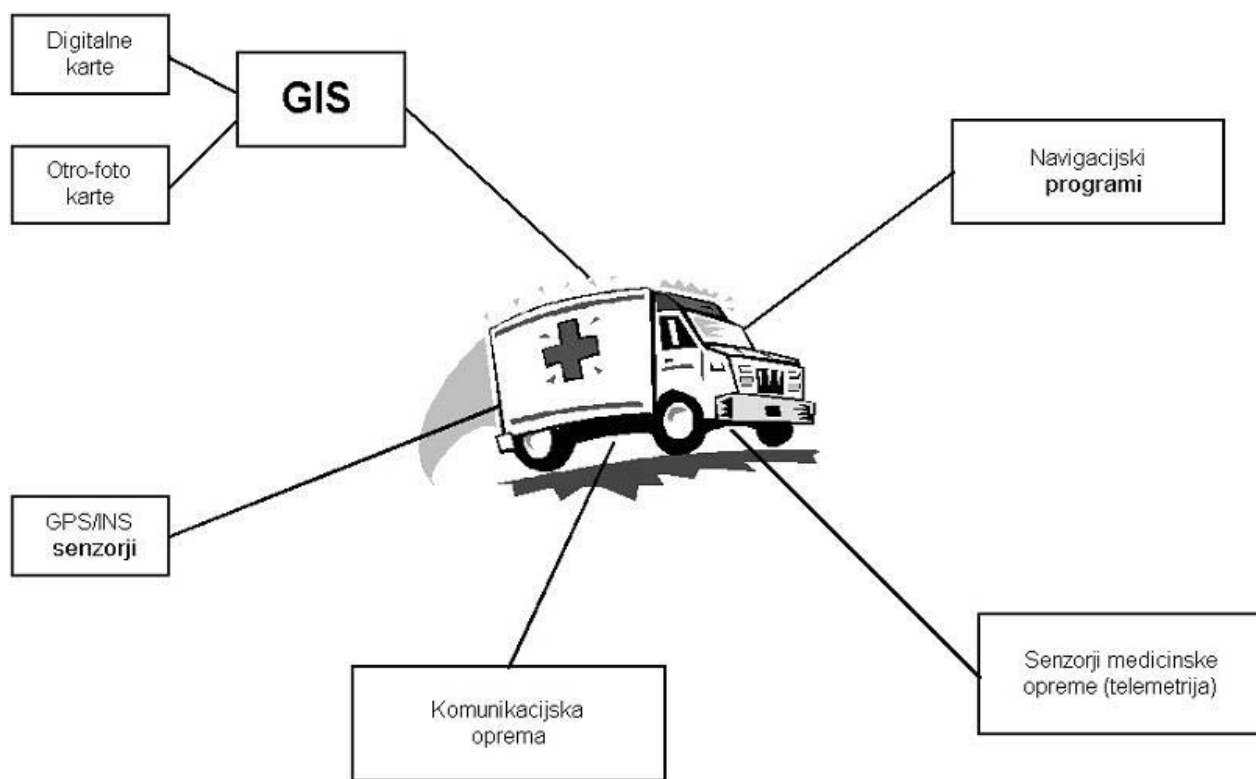 Digitalne
karte
GIS
Otro-foto
karte
Navigacijski
programi
GPS/INS
senzorji
Komunikacijska
oprema
Senzorji medicinske
opreme (telemetrija)